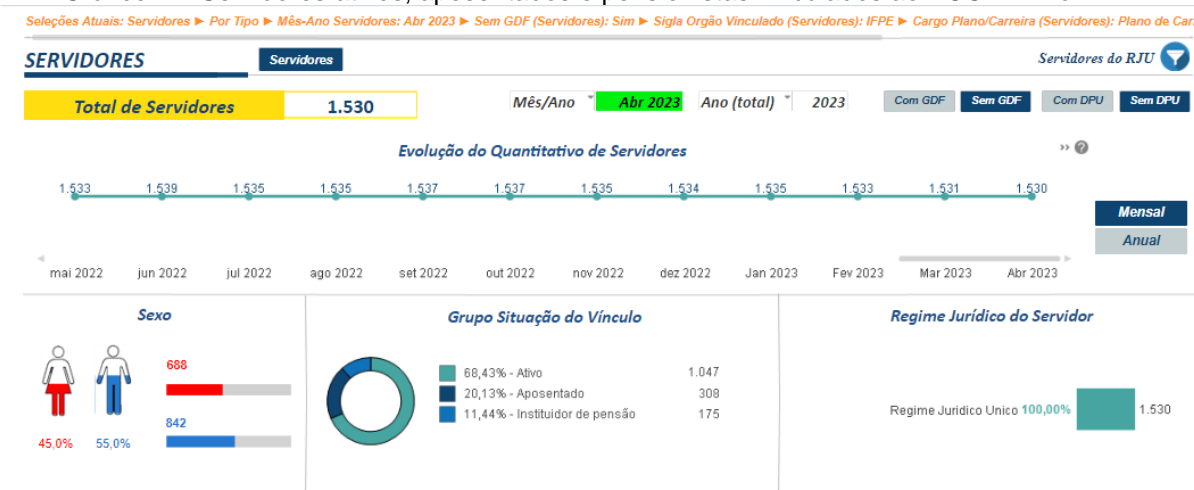 Seleções Atuais: Servidores ► Por Tipo ► Mês-Ano Servidores: Abr 2023 ► Sem GDF (Servidores): Sim ► Sigla Orgão Vinculado (Servidores): IFPE ► Cargo Plano/Carreira (Servidores): Plano de Car
SERVIDORES
Servidores
Servidores do RJU
Total de Servidores 1.530
Mês/Ano Abr 2023 Ano (total) 2023
Com GDF Sem GDF Com DPU Sem DPU
Evolução do Quantitativo de Servidores
1.533 1.539 1.535 1.535 1.537 1.537 1.535 1.534 1.535 1.533 1.531 1.530
Mensal
Anual
mai 2022 jun 2022 jul 2022 ago 2022 set 2022 out 2022 nov 2022 dez 2022 Jan 2023 Fev 2023 Mar 2023 Abr 2023
Sexo
688
842
45,0% 55,0%
Grupo Situação do Vínculo
68,43% - Ativo 1.047
20,13% - Aposentado 308
11,44% - Instituidor de pensão 175
Regime Jurídico do Servidor
Regime Juridico Unico 100,00% 1.530